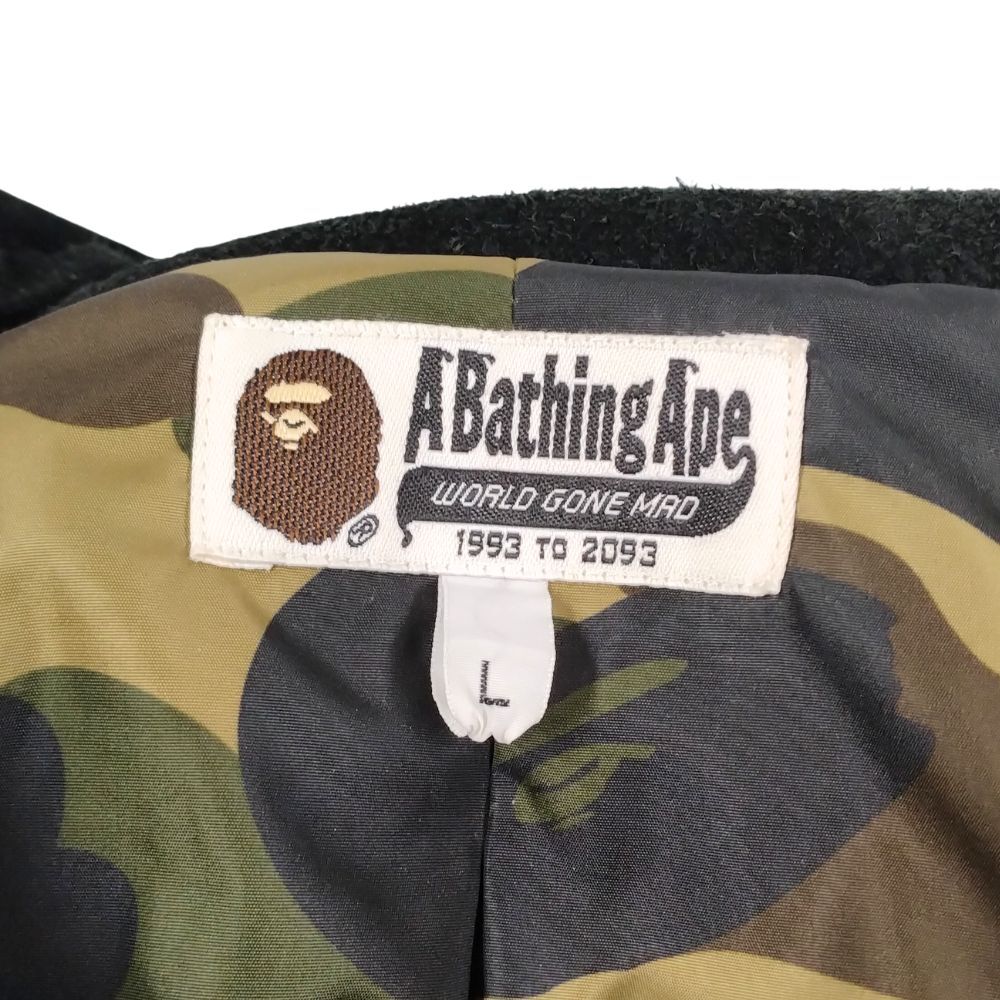 A Bathing Ape
®
WORLD GONE MAD
1993 TO 2093
L